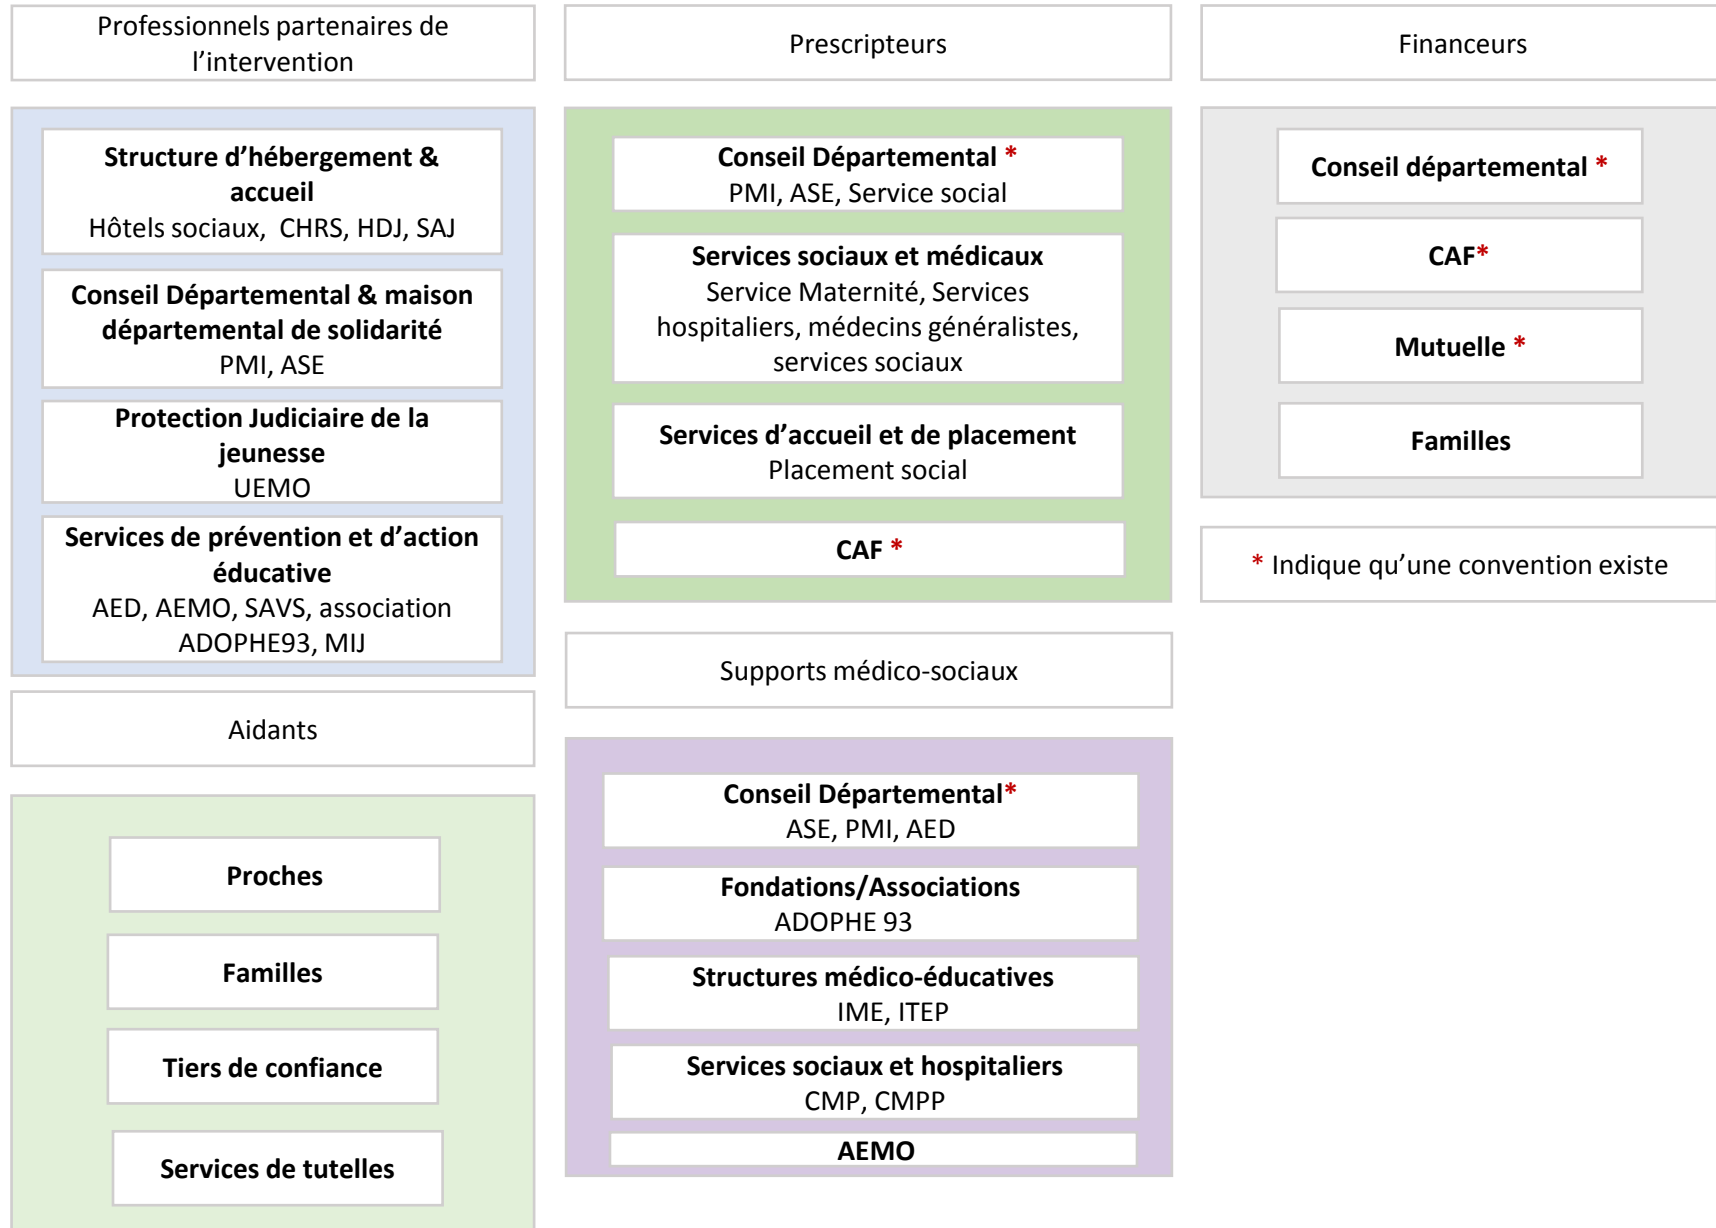 Professionnels partenaires de
l’intervention
Structure d’hébergement &
accueil
Hôtels sociaux, CHRS, HDJ, SAJ
Conseil Départemental & maison
départemental de solidarité
PMI, ASE
Protection Judiciaire de la
jeunesse
UEMO
Services de prévention et d’action
éducative
AED, AEMO, SAVS, association
ADOPHE93, MIJ
Aidants
Proches
Familles
Tiers de confiance
Services de tutelles
Prescripteurs
Conseil Départemental *
PMI, ASE, Service social
Services sociaux et médicaux
Service Maternité, Services
hospitaliers, médecins généralistes,
services sociaux
Services d’accueil et de placement
Placement social
CAF *
Supports médico-sociaux
Conseil Départemental*
ASE, PMI, AED
Fondations/Associations
ADOPHE 93
Structures médico-éducatives
IME, ITEP
Services sociaux et hospitaliers
CMP, CMPP
AEMO
Financeurs
Conseil départemental *
CAF*
Mutuelle *
Familles
* Indique qu’une convention existe